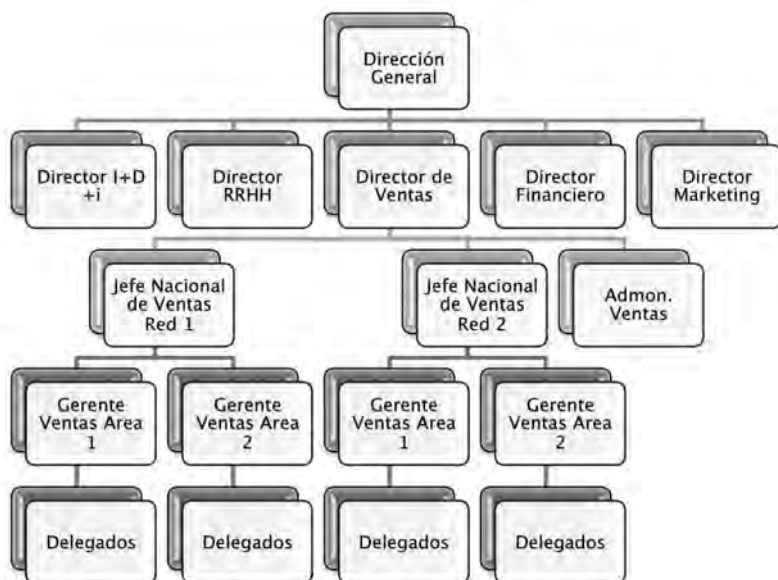 Dirección
General
Director I+D
+i
Director
RRHH
Director de
Ventas
Director
Financiero
Director
Marketing
Jefe Nacional
de Ventas
Red 1
Jefe Nacional
de Ventas
Red 2
Admon.
Ventas
Gerente
Ventas Area
1
Gerente
Ventas Area
2
Gerente
Ventas Area
1
Gerente
Ventas Area
2
Delegados
Delegados
Delegados
Delegados